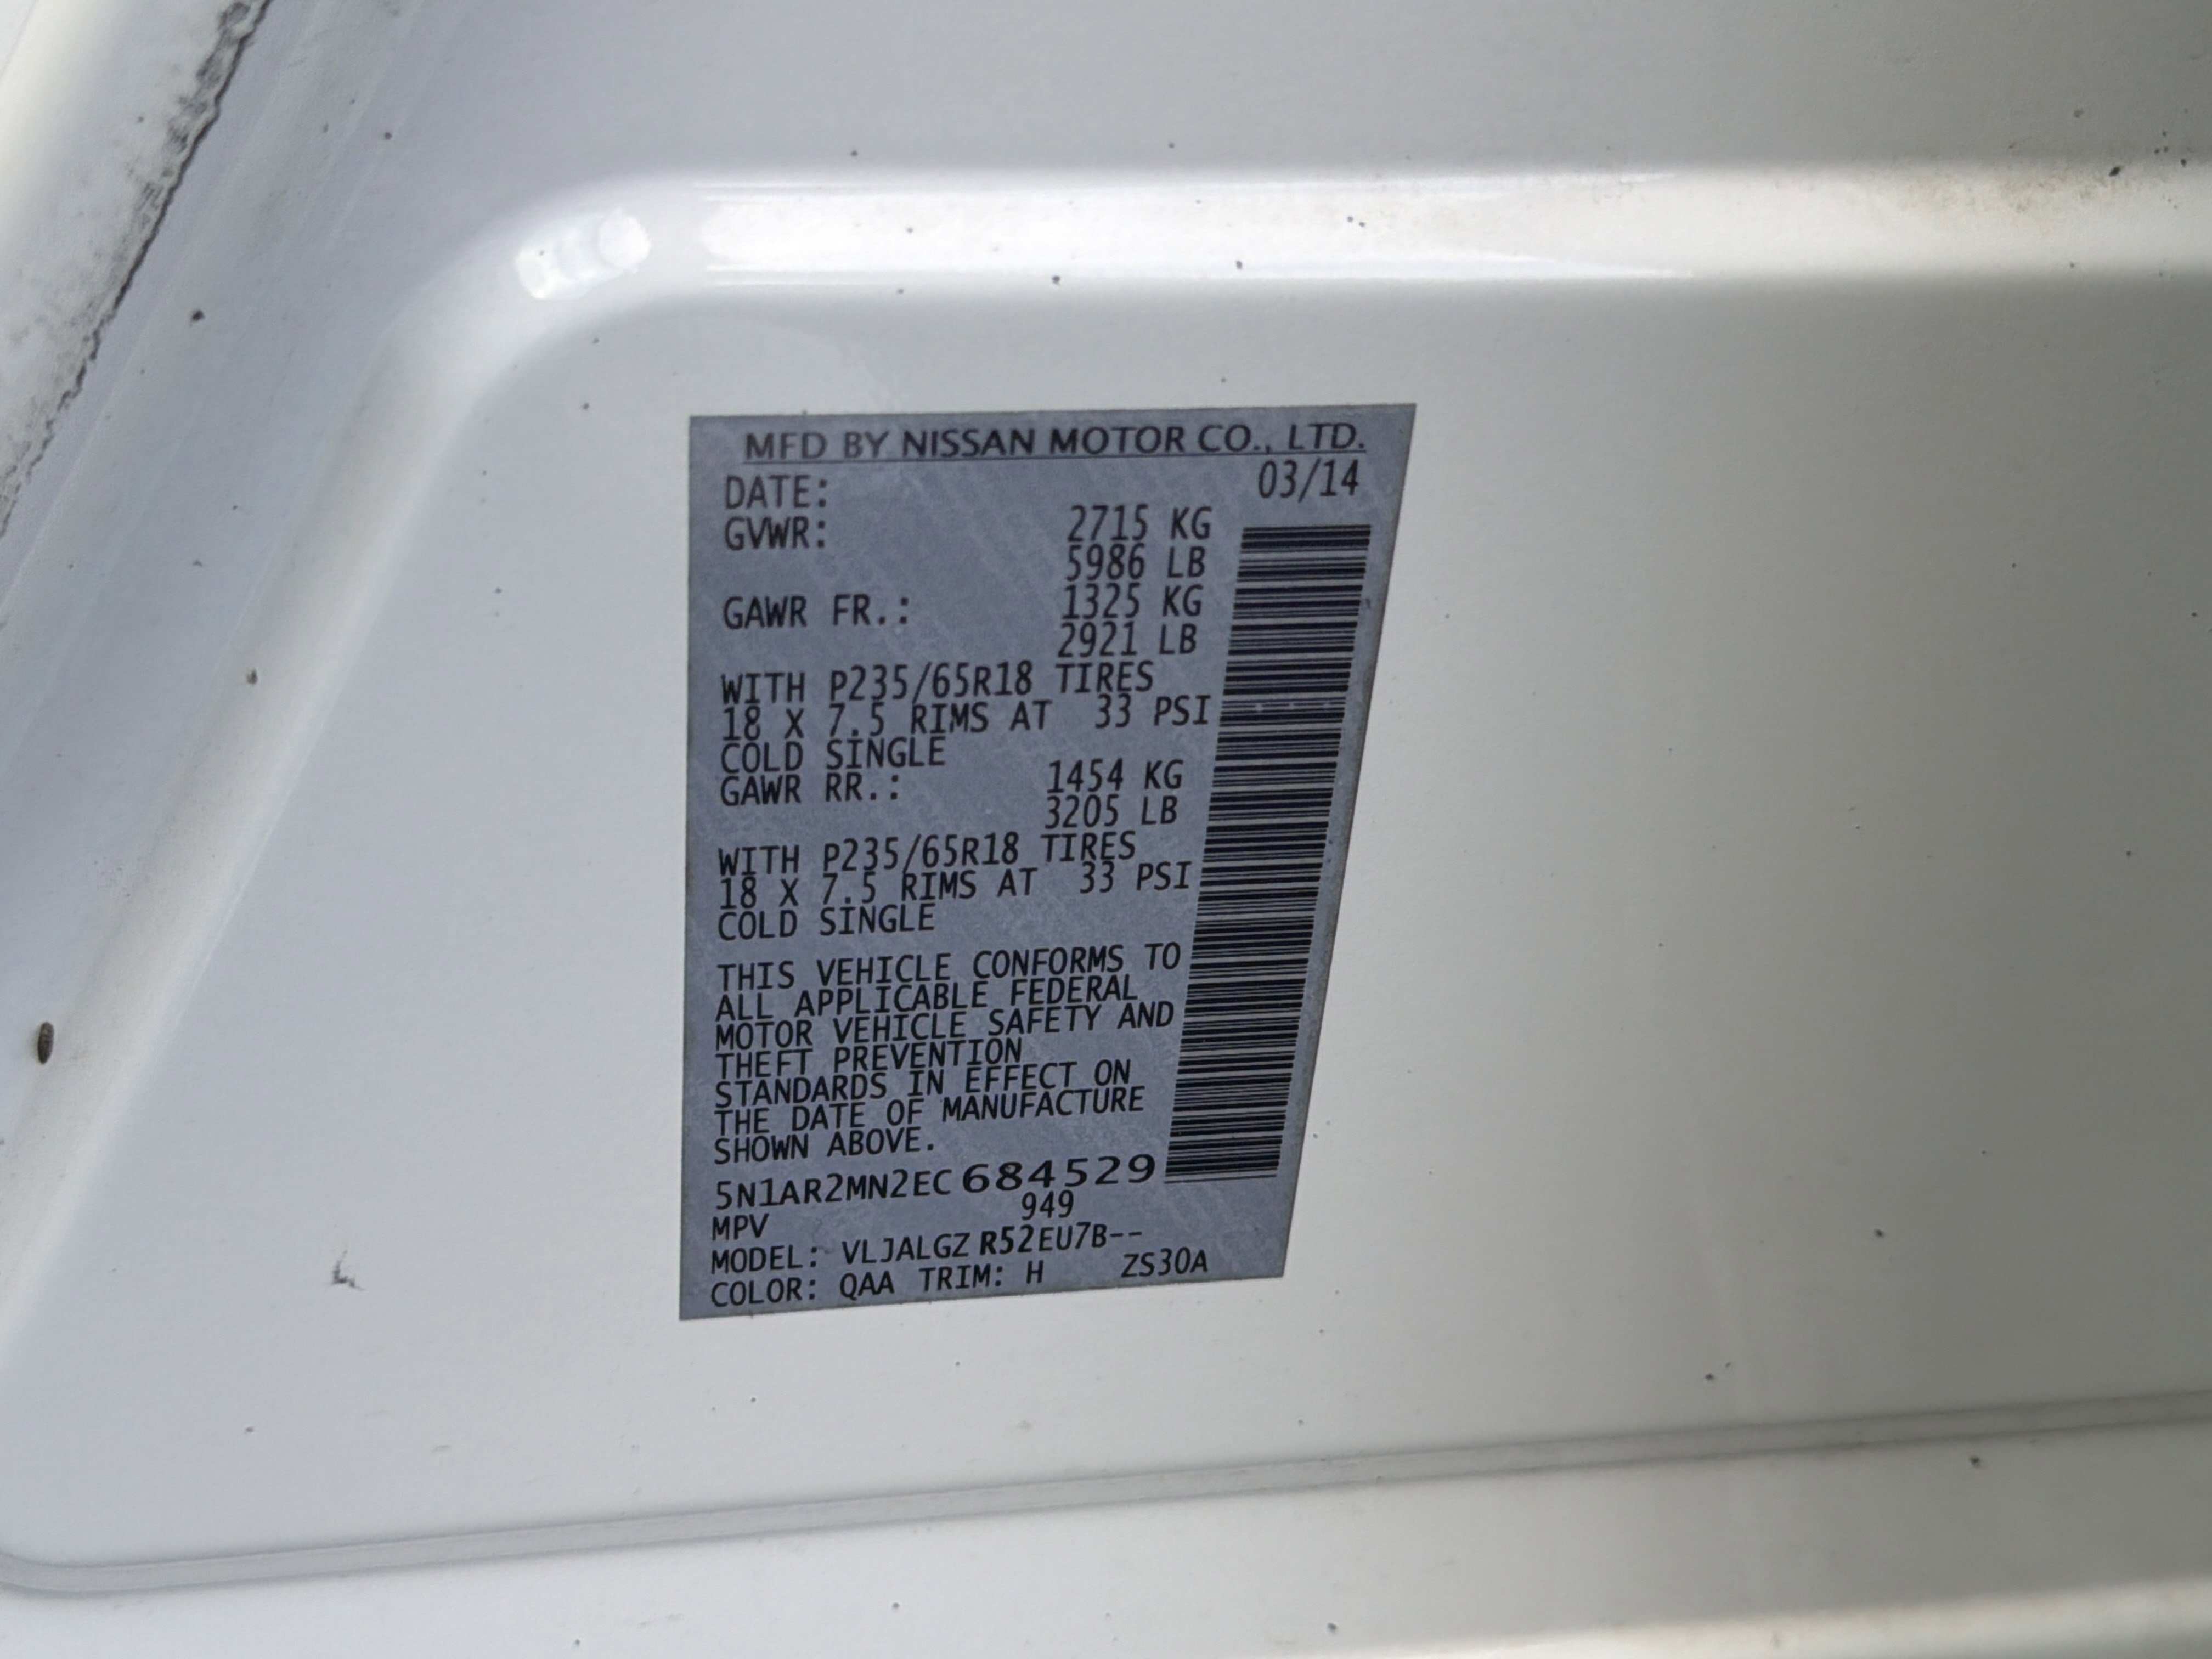 MFD BY NISSAN MOTOR CO., LTD.
DATE: 03/14
GVWR: 2715 KG
5986 LB
GAWR FR.: 1325 KG
2921 LB
WITH P235/65R18 TIRES
18 X 7.5 RIMS AT 33 PSI
COLD SINGLE
GAWR RR.: 1454 KG
3205 LB
WITH P235/65R18 TIRES
18 X 7.5 RIMS AT 33 PSI
COLD SINGLE
THIS VEHICLE CONFORMS TO
ALL APPLICABLE FEDERAL
MOTOR VEHICLE SAFETY AND
THEFT PREVENTION
STANDARDS IN EFFECT ON
THE DATE OF MANUFACTURE
SHOWN ABOVE.
5N1AR2MN2EC 684529
MPV 949
MODEL: VLJALGZ R52EU7B--
COLOR: QAA TRIM: H ZS30A